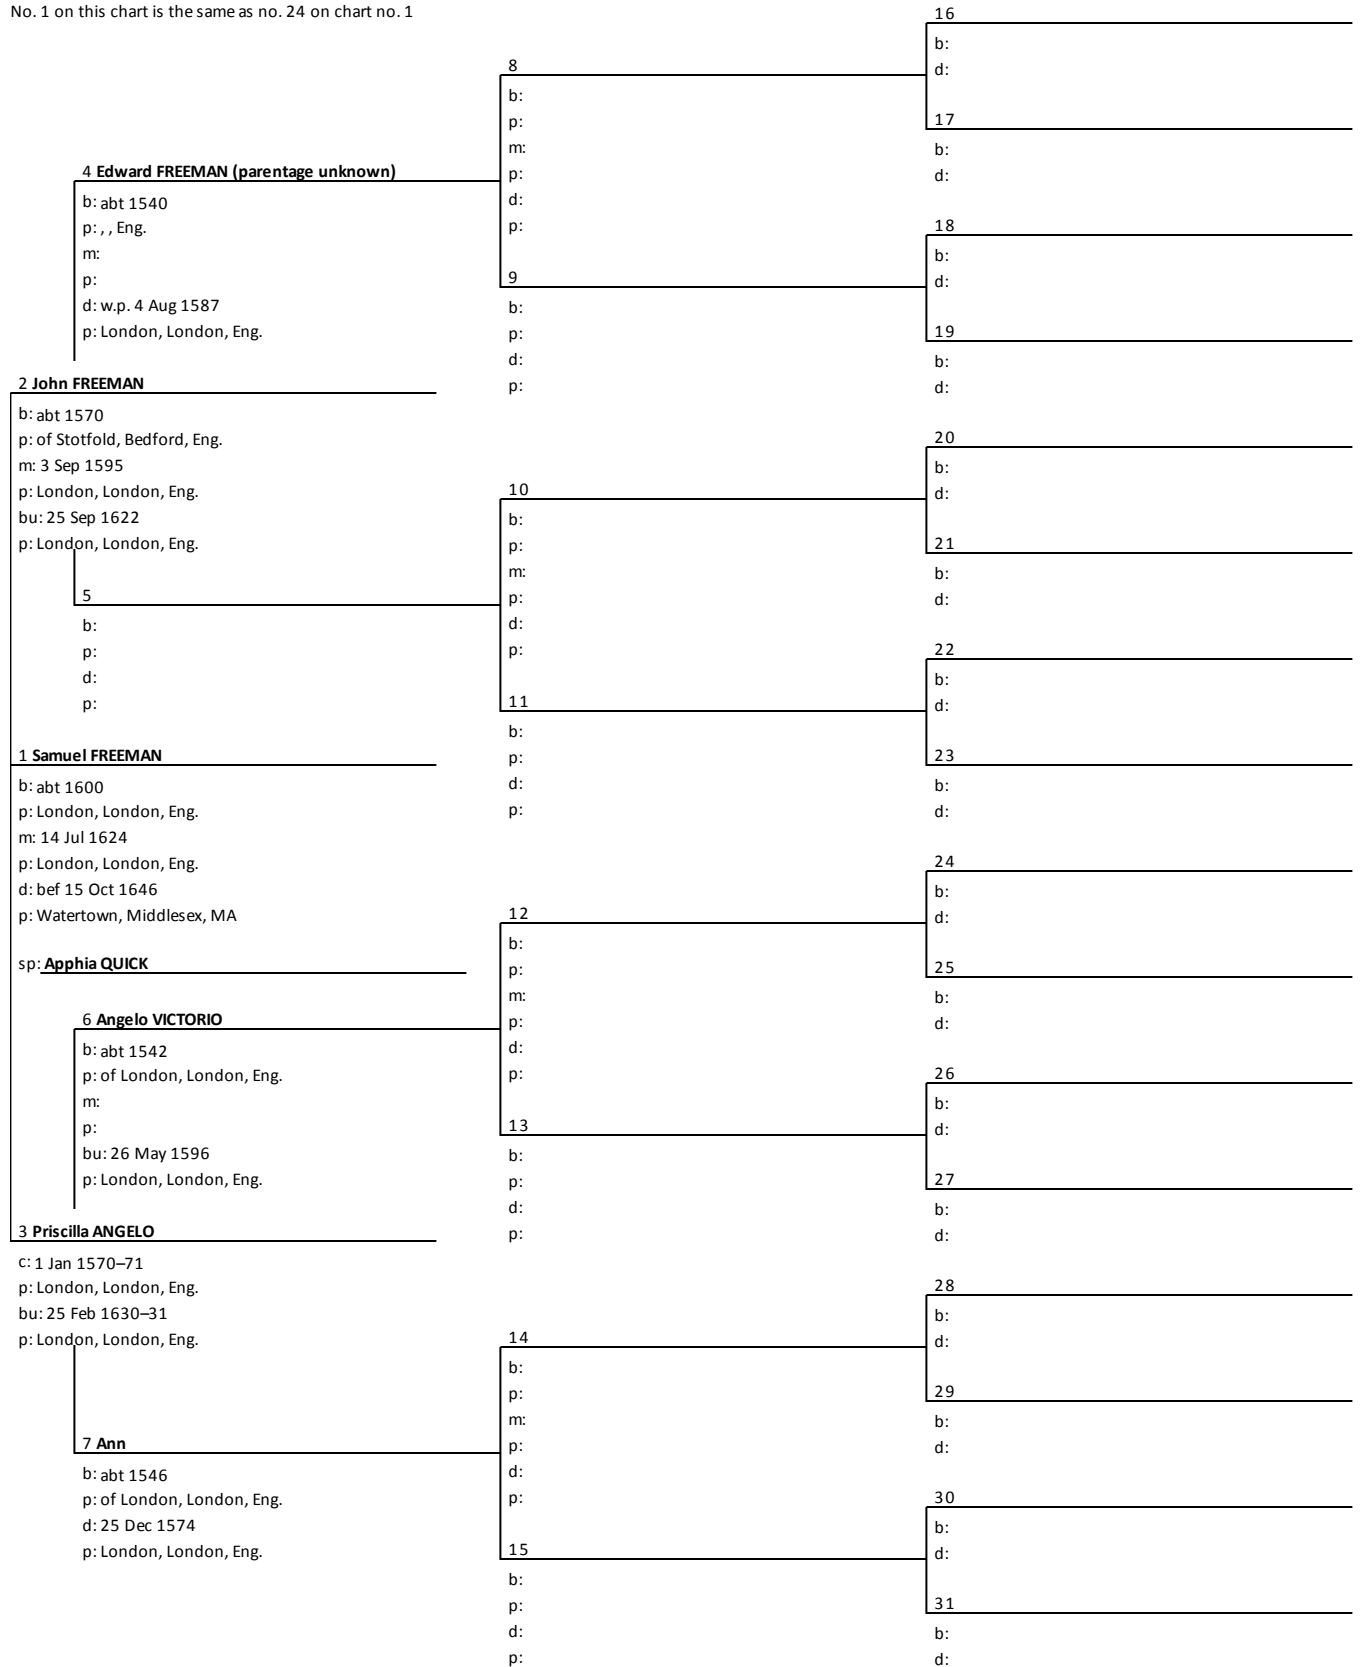 No. 1 on this chart is the same as no. 24 on chart no. 1
16
b:
d:
8
b:
p:
m:
p:
d:
p:
17
b:
d:
4 Edward FREEMAN (parentage unknown)
b: abt 1540
p: , , Eng.
m:
p:
d: w.p. 4 Aug 1587
p: London, London, Eng.
18
b:
d:
9
b:
p:
d:
p:
19
b:
d:
2 John FREEMAN
b: abt 1570
p: of Stotfold, Bedford, Eng.
m: 3 Sep 1595
p: London, London, Eng.
bu: 25 Sep 1622
p: London, London, Eng.
20
b:
d:
10
b:
p:
m:
p:
d:
p:
21
b:
d:
5
b:
p:
d:
p:
22
b:
d:
11
b:
p:
d:
p:
23
b:
d:
1 Samuel FREEMAN
b: abt 1600
p: London, London, Eng.
m: 14 Jul 1624
p: London, London, Eng.
d: bef 15 Oct 1646
p: Watertown, Middlesex, MA
sp: Apphia QUICK
24
b:
d:
12
b:
p:
m:
p:
d:
p:
25
b:
d:
6 Angelo VICTORIO
b: abt 1542
p: of London, London, Eng.
m:
p:
bu: 26 May 1596
p: London, London, Eng.
26
b:
d:
13
b:
p:
d:
p:
27
b:
d:
3 Priscilla ANGELO
c: 1 Jan 1570–71
p: London, London, Eng.
bu: 25 Feb 1630–31
p: London, London, Eng.
28
b:
d:
14
b:
p:
m:
p:
d:
p:
29
b:
d:
7 Ann
b: abt 1546
p: of London, London, Eng.
d: 25 Dec 1574
p: London, London, Eng.
30
b:
d:
15
b:
p:
d:
p:
31
b:
d: